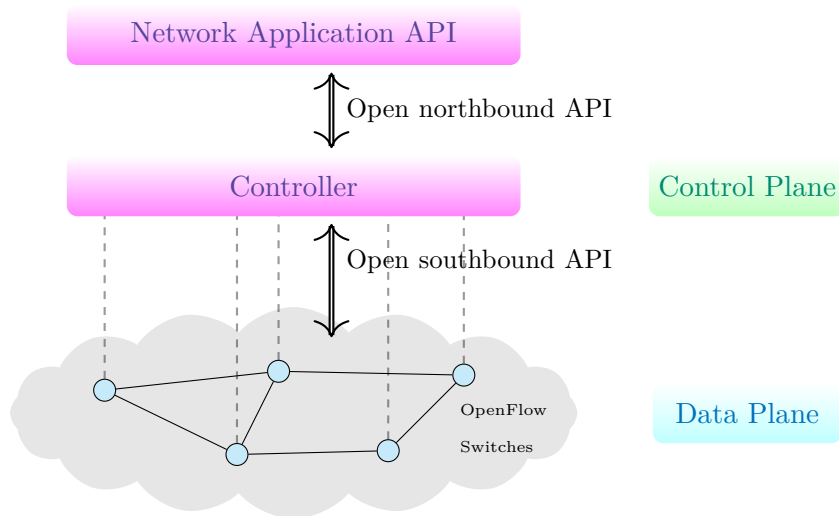 Network Application API
Open northbound API
Controller
Control Plane
Open southbound API
OpenFlow
Switches
Data Plane